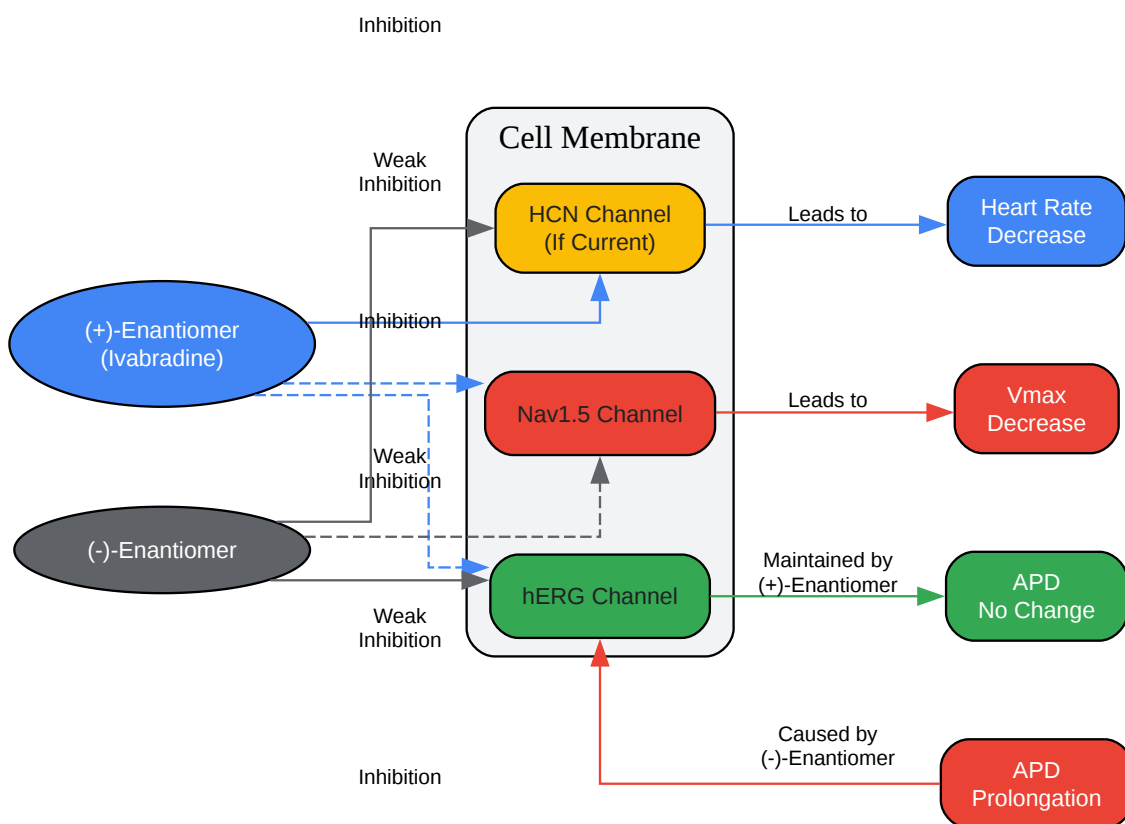 Inhibition
Cell Membrane
Weak
Inhibition
HCN Channel
(If Current)
Leads to
Heart Rate
Decrease
(+)-Enantiomer
(Ivabradine)
Inhibition
Nav1.5 Channel
Leads to
Vmax
Decrease
Weak
Inhibition
(-)-Enantiomer
hERG Channel
Maintained by
(+)-Enantiomer
APD
No Change
Weak
Inhibition
Caused by
(-)-Enantiomer
APD
Prolongation
Inhibition